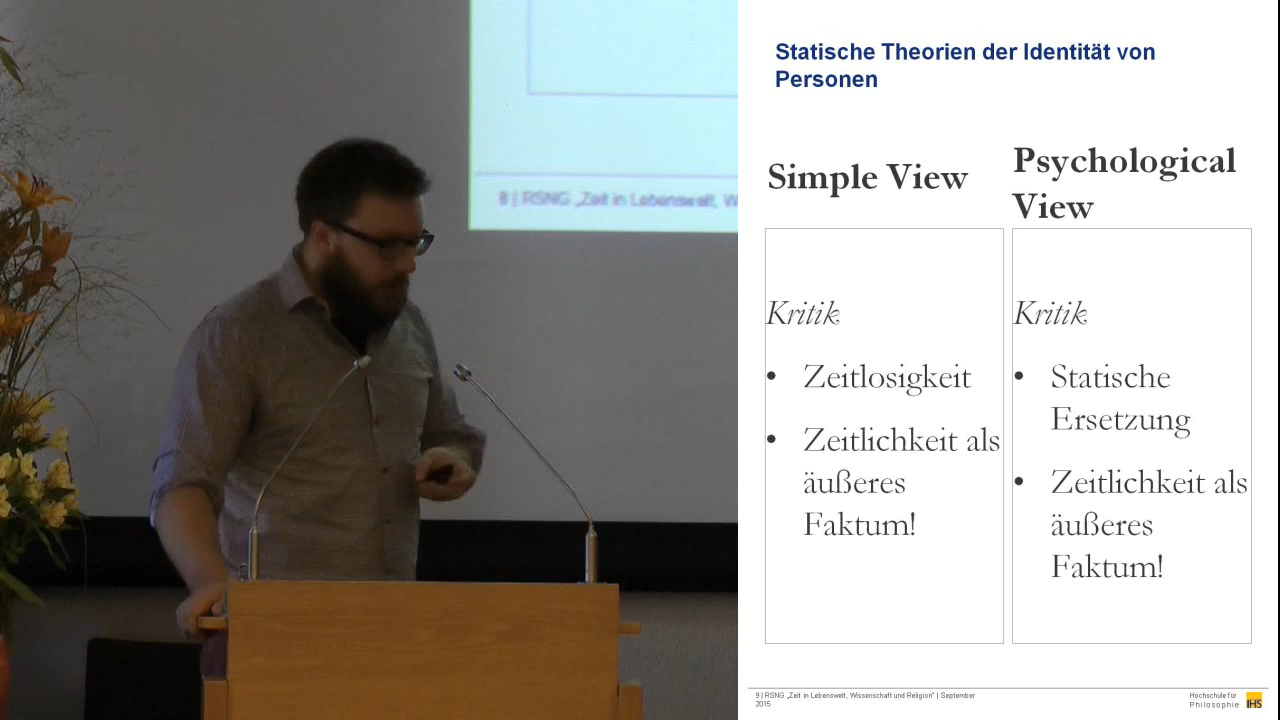 8 | RSNG „Zeit in Lebenswelt, W
Statische Theorien der Identität von
Personen
Simple View
Psychological
View
Kritik
• Zeitlosigkeit
• Zeitlichkeit als
äußeres
Faktum!
Kritik
• Statische
Ersetzung
• Zeitlichkeit als
äußeres
Faktum!
9 | RSNG „Zeit in Lebenswelt, Wissenschaft und Religion" | September
2015
Hochschule für
Philosophie
IHS